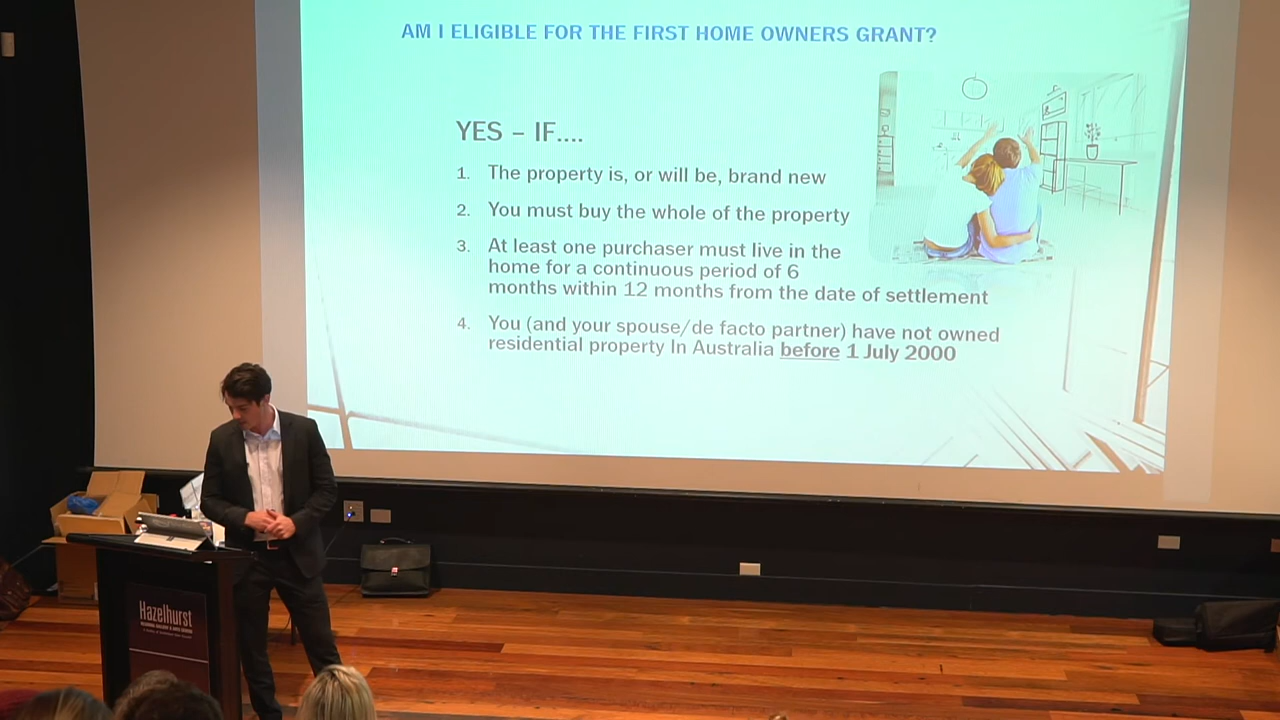 AM I ELIGIBLE FOR THE FIRST HOME OWNERS GRANT?
YES – IF....
1. The property is, or will be, brand new
2. You must buy the whole of the property
3. At least one purchaser must live in the
home for a continuous period of 6
months within 12 months from the date of settlement
4. You (and your spouse/de facto partner) have not owned
residential property In Australia before 1 July 2000
Hazelhurst